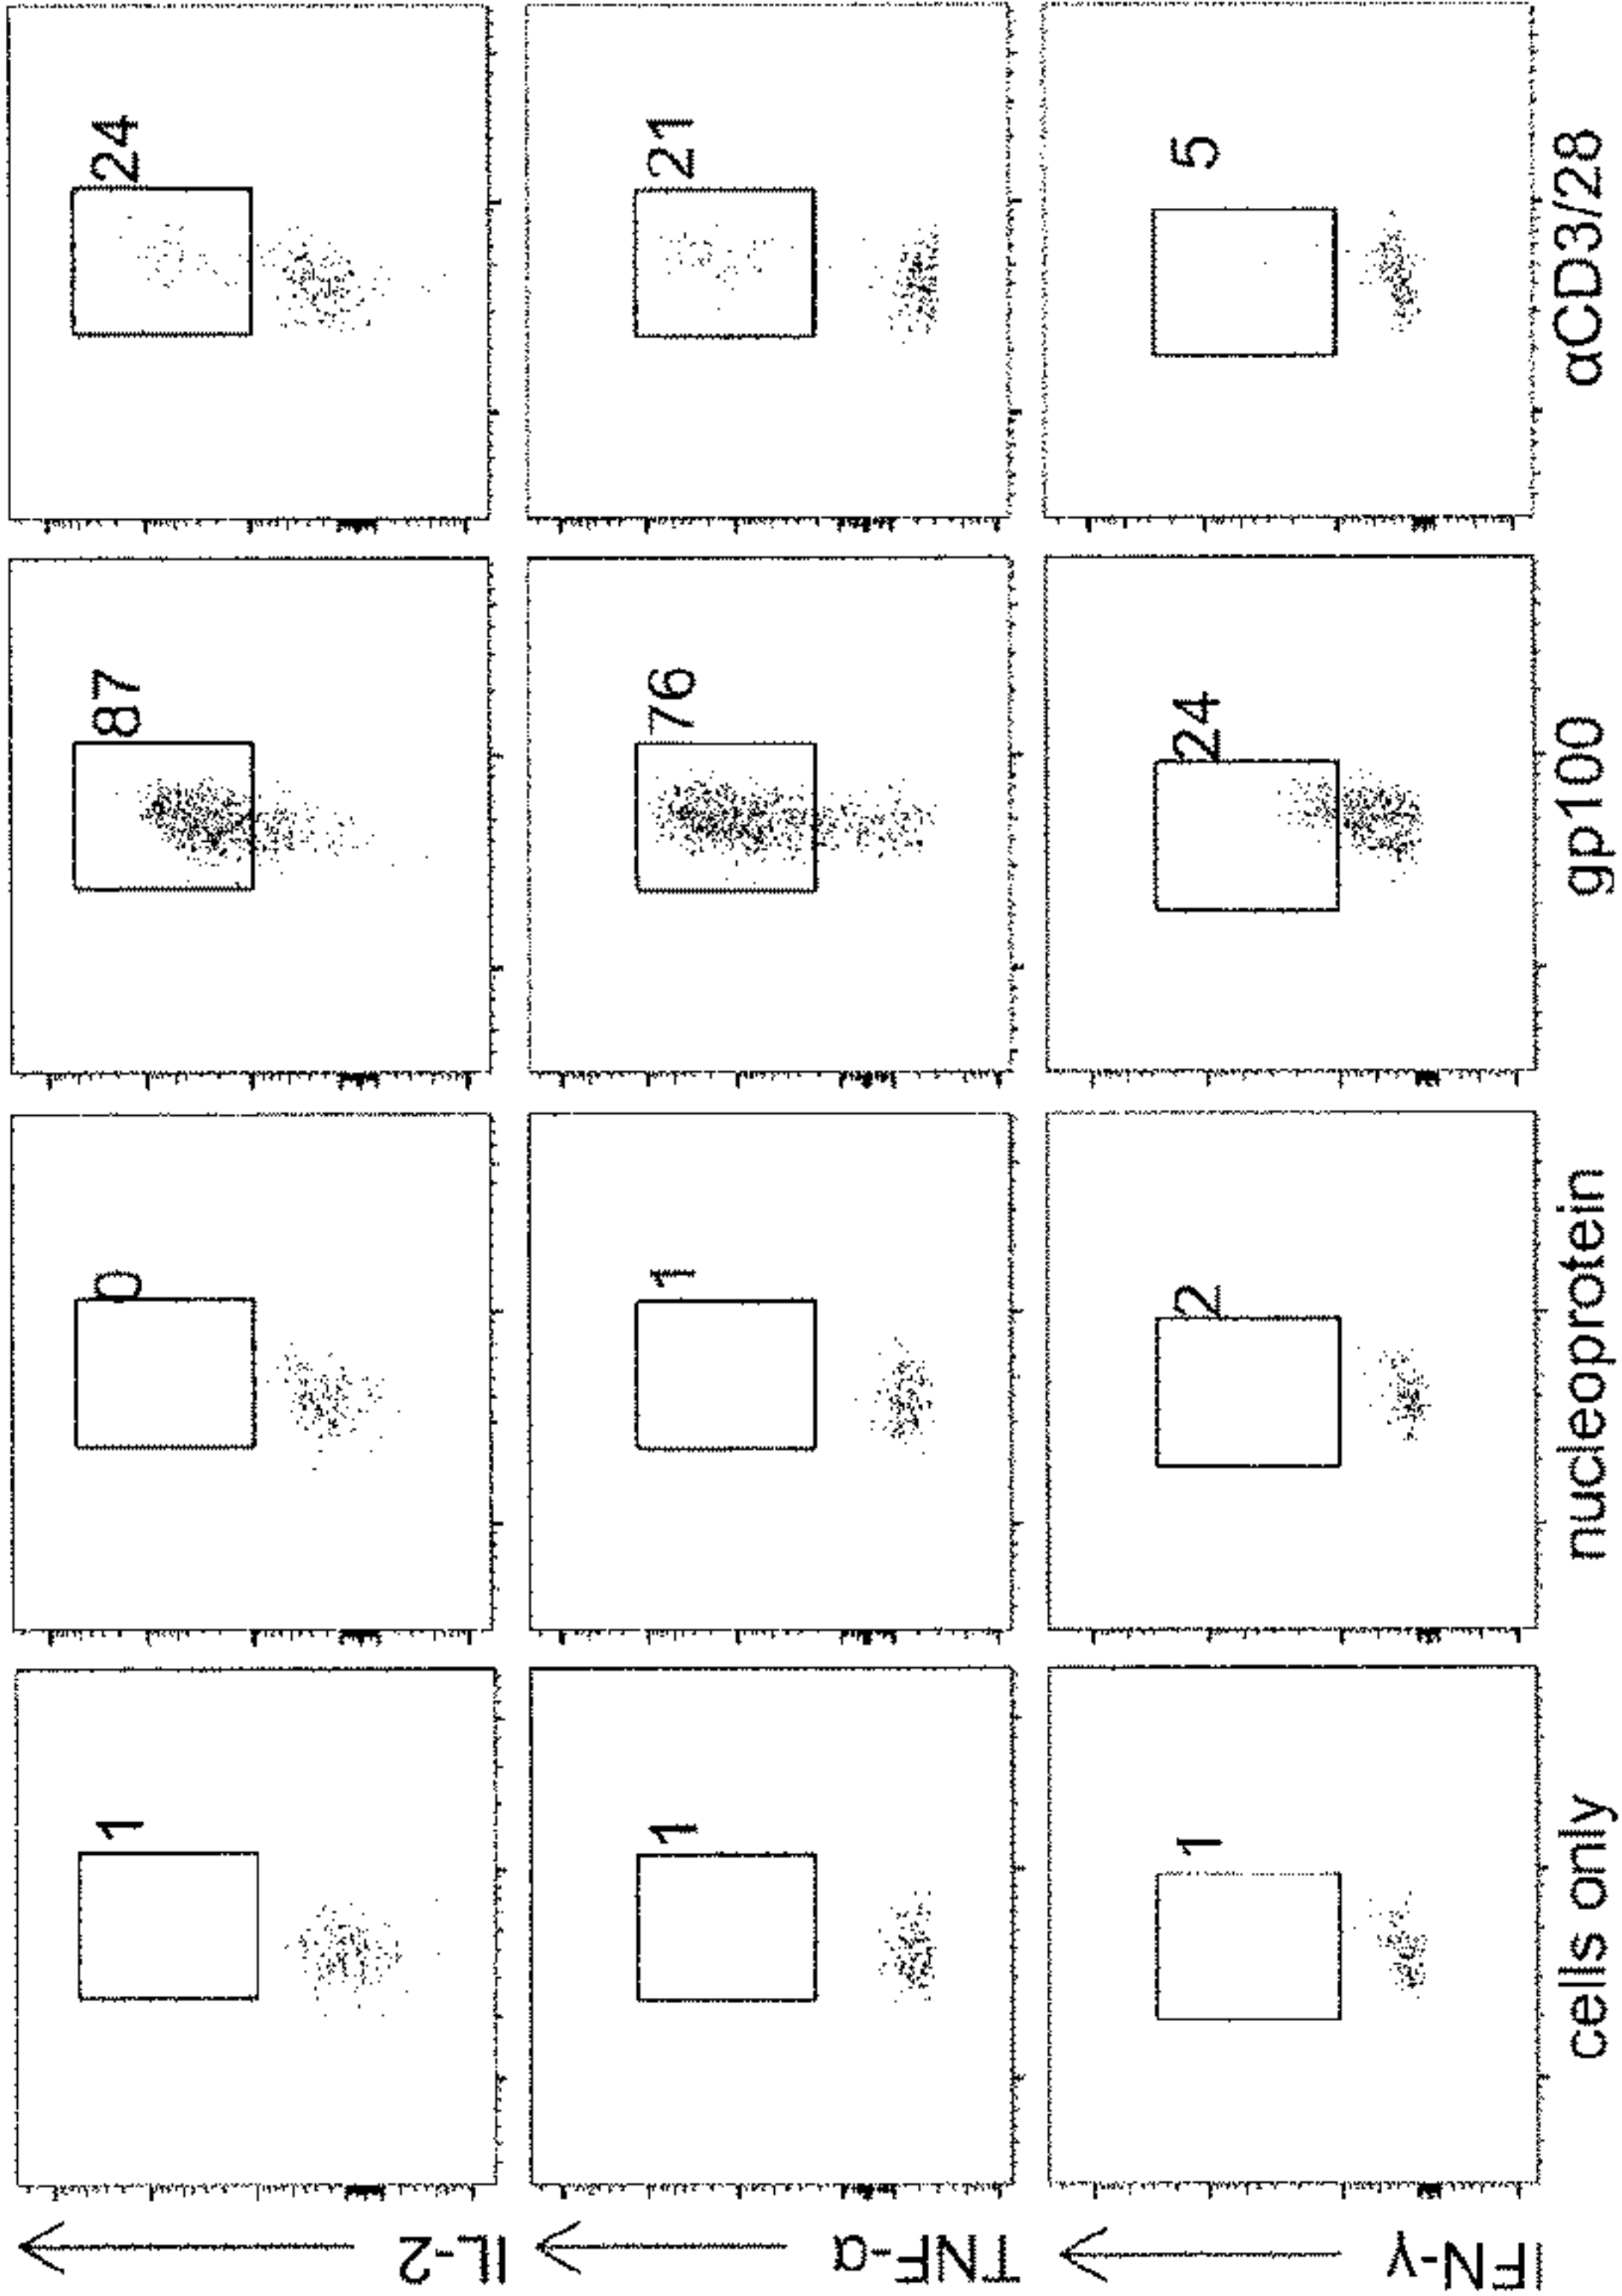 IL-2 1 0 87 24
TNF-α 1 1 76 21
IFN-γ 1 2 24 5
cells only nucleoprotein gp100 αCD3/28